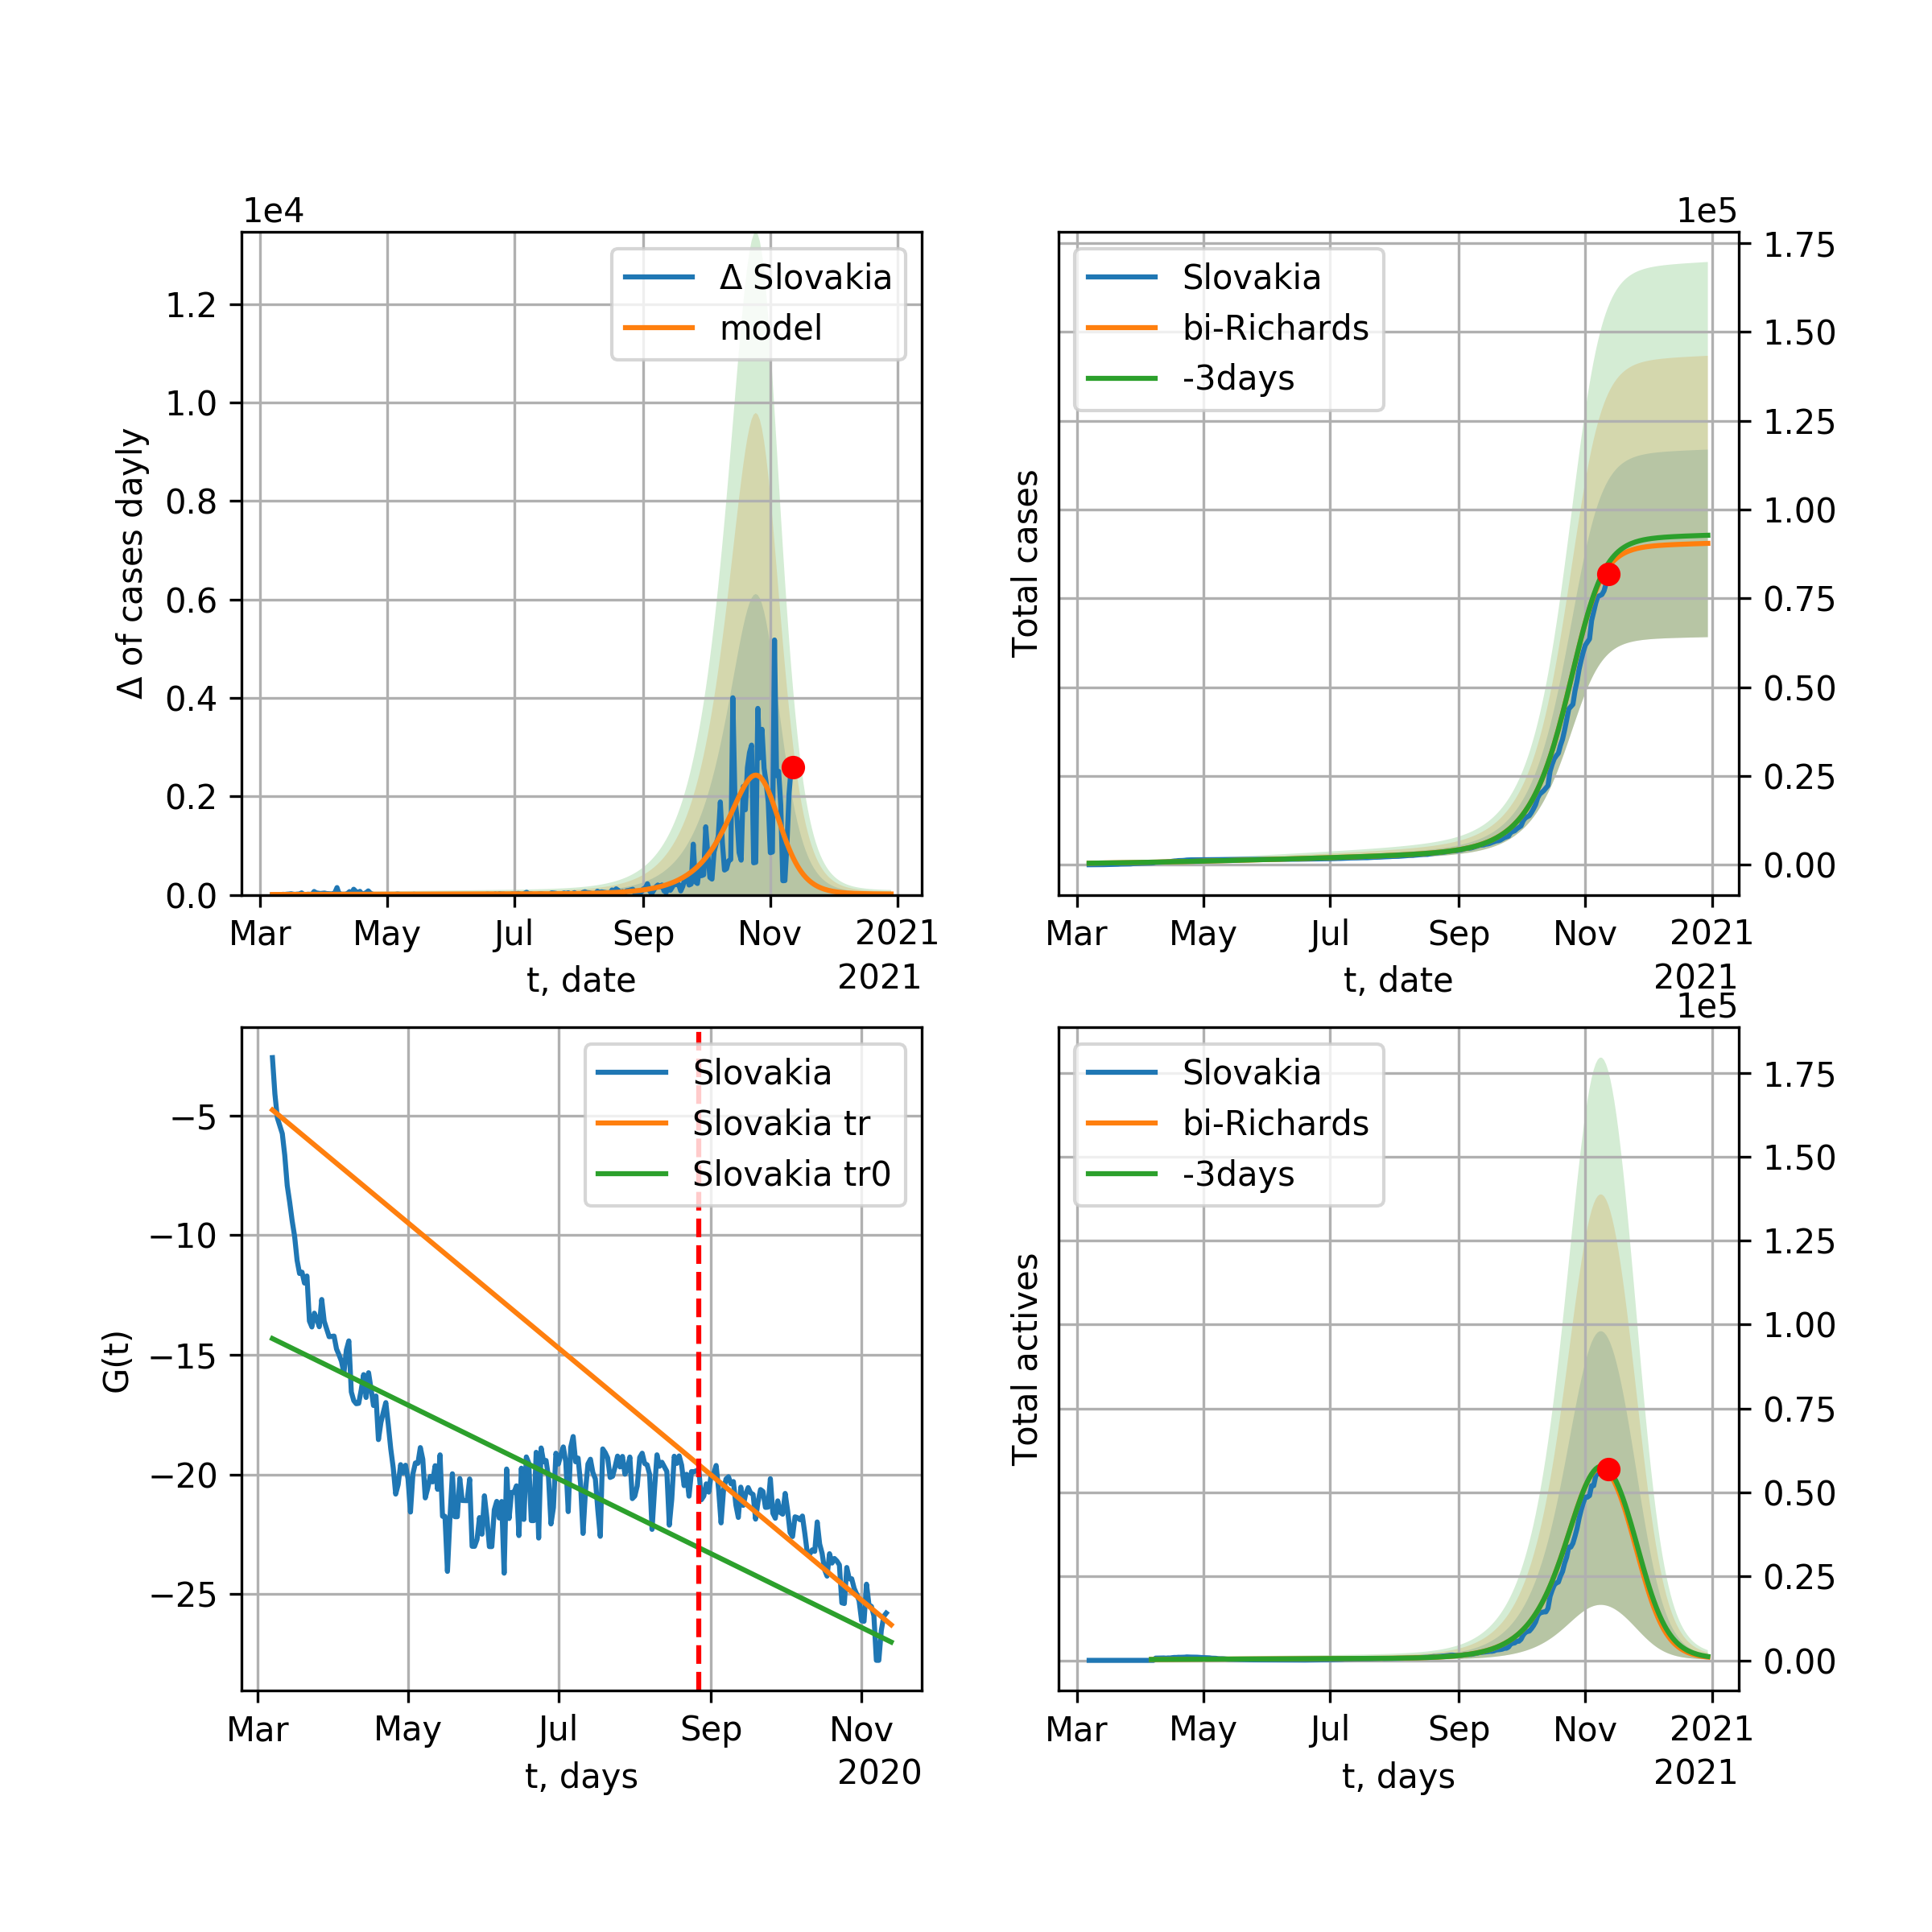 1e4
Δ Slovakia
model
1.2
1.0
0.8
0.6
0.4
0.2
0.0
Δ of cases dayly
Mar May Jul Sep Nov 2021
t, date
2021
1e5
Slovakia
bi-Richards
-3days
1.75
1.50
1.25
1.00
0.75
0.50
0.25
0.00
Total cases
Mar May Jul Sep Nov 2021
t, date
2021
Slovakia
Slovakia tr
Slovakia tr0
−5
−10
−15
−20
−25
G(t)
Mar May Jul Sep Nov
t, days
2020
1e5
Slovakia
bi-Richards
-3days
1.75
1.50
1.25
1.00
0.75
0.50
0.25
0.00
Total actives
Mar May Jul Sep Nov 2021
t, days
2021